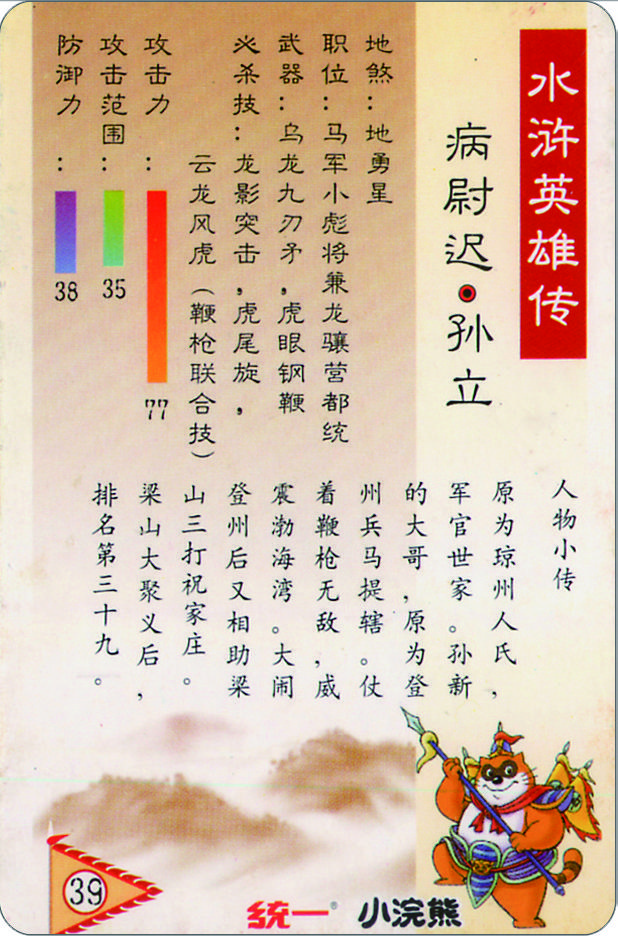 水浒英雄传
病尉迟·孙立
地煞：地勇星
职位：马军小彪将兼龙骧营都统
武器：乌龙九刃矛，虎眼钢鞭
必杀技：龙影突击，虎尾旋，
云龙风虎（鞭枪联合技）
攻击力：77
攻击范围：35
防御力：38
人物小传
原为琼州人氏，
军官世家。孙新
的大哥，原为登
州兵马提辖。仗
着鞭枪无敌，威
震渤海湾。大闹
登州后又相助梁
山三打祝家庄。
梁山大聚义后，
排名第三十九。
39
统一® 小浣熊